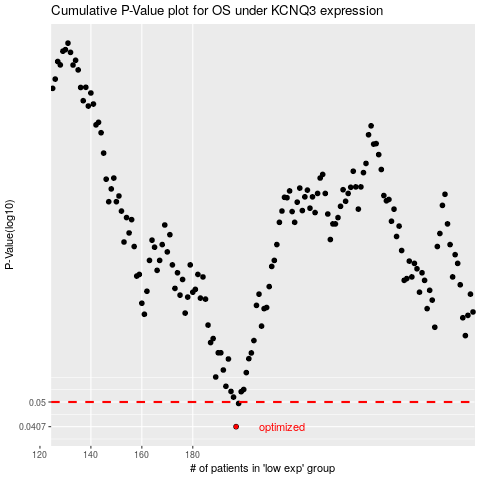 Cumulative P-Value plot for OS under KCNQ3 expression
P-Value(log10)
0.05
0.0407
optimized
120 140 160 180
# of patients in 'low exp' group